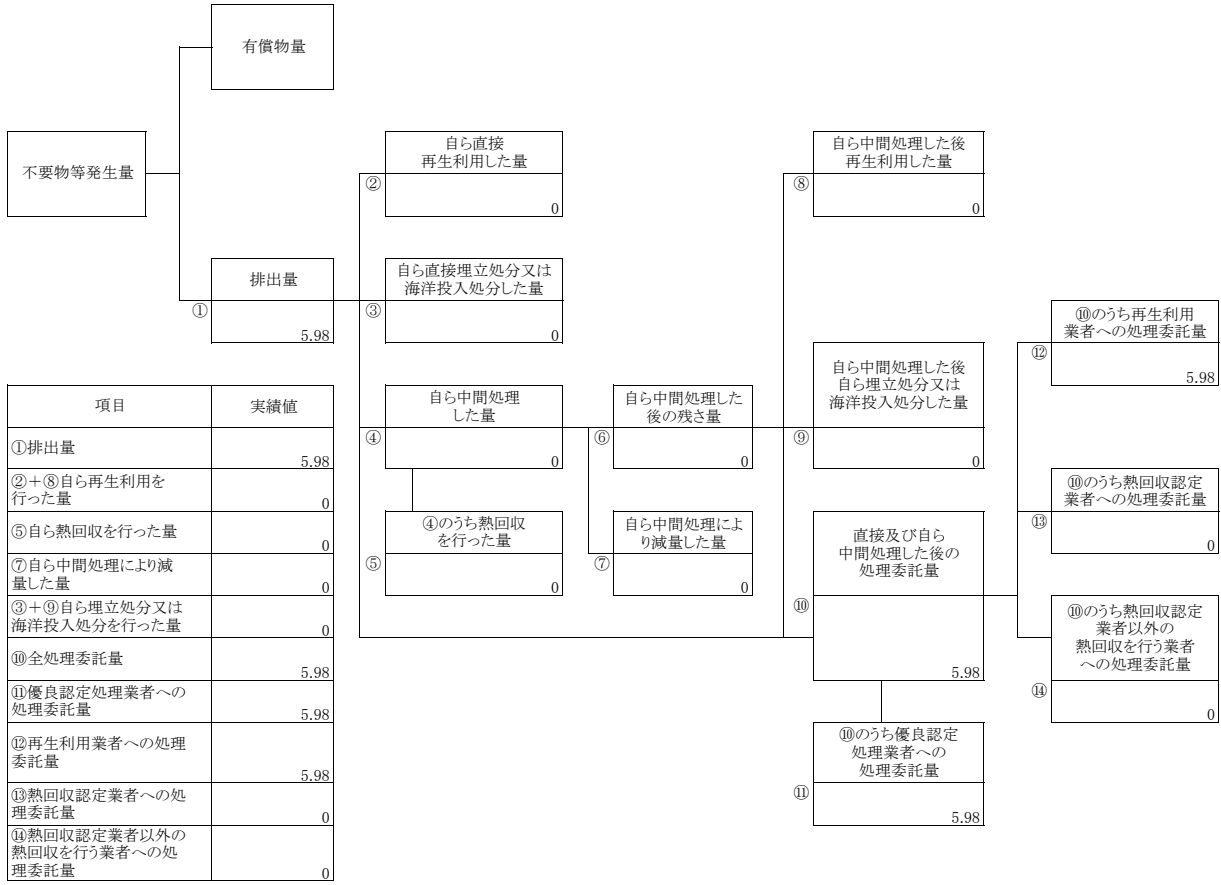 有償物量
不要物等発生量
自ら直接
再生利用した量
②
0
自ら中間処理した後
再生利用した量
⑧
0
排出量
①
5.98
自ら直接埋立処分又は
海洋投入処分した量
③
0
⑩のうち再生利用
業者への処理委託量
⑫
5.98
自ら中間処理
した量
④
0
自ら中間処理した
後の残さ量
⑥
0
自ら中間処理した後
自ら埋立処分又は
海洋投入処分した量
⑨
0
⑩のうち熱回収認定
業者への処理委託量
⑬
0
④のうち熱回収
を行った量
⑤
0
自ら中間処理によ
り減量した量
⑦
0
直接及び自ら
中間処理した後の
処理委託量
⑩
5.98
⑩のうち熱回収認定
業者以外の
熱回収を行う業者
への処理委託量
⑭
0
⑩のうち優良認定
処理業者への
処理委託量
⑪
5.98
項目 実績値
①排出量 5.98
②+⑧自ら再生利用を
行った量 0
⑤自ら熱回収を行った量 0
⑦自ら中間処理により減
量した量 0
③+⑨自ら埋立処分又は
海洋投入処分を行った量 0
⑩全処理委託量 5.98
⑪優良認定処理業者への
処理委託量 5.98
⑫再生利用業者への処理
委託量 5.98
⑬熱回収認定業者への処
理委託量 0
⑭熱回収認定業者以外の
熱回収を行う業者への処
理委託量 0